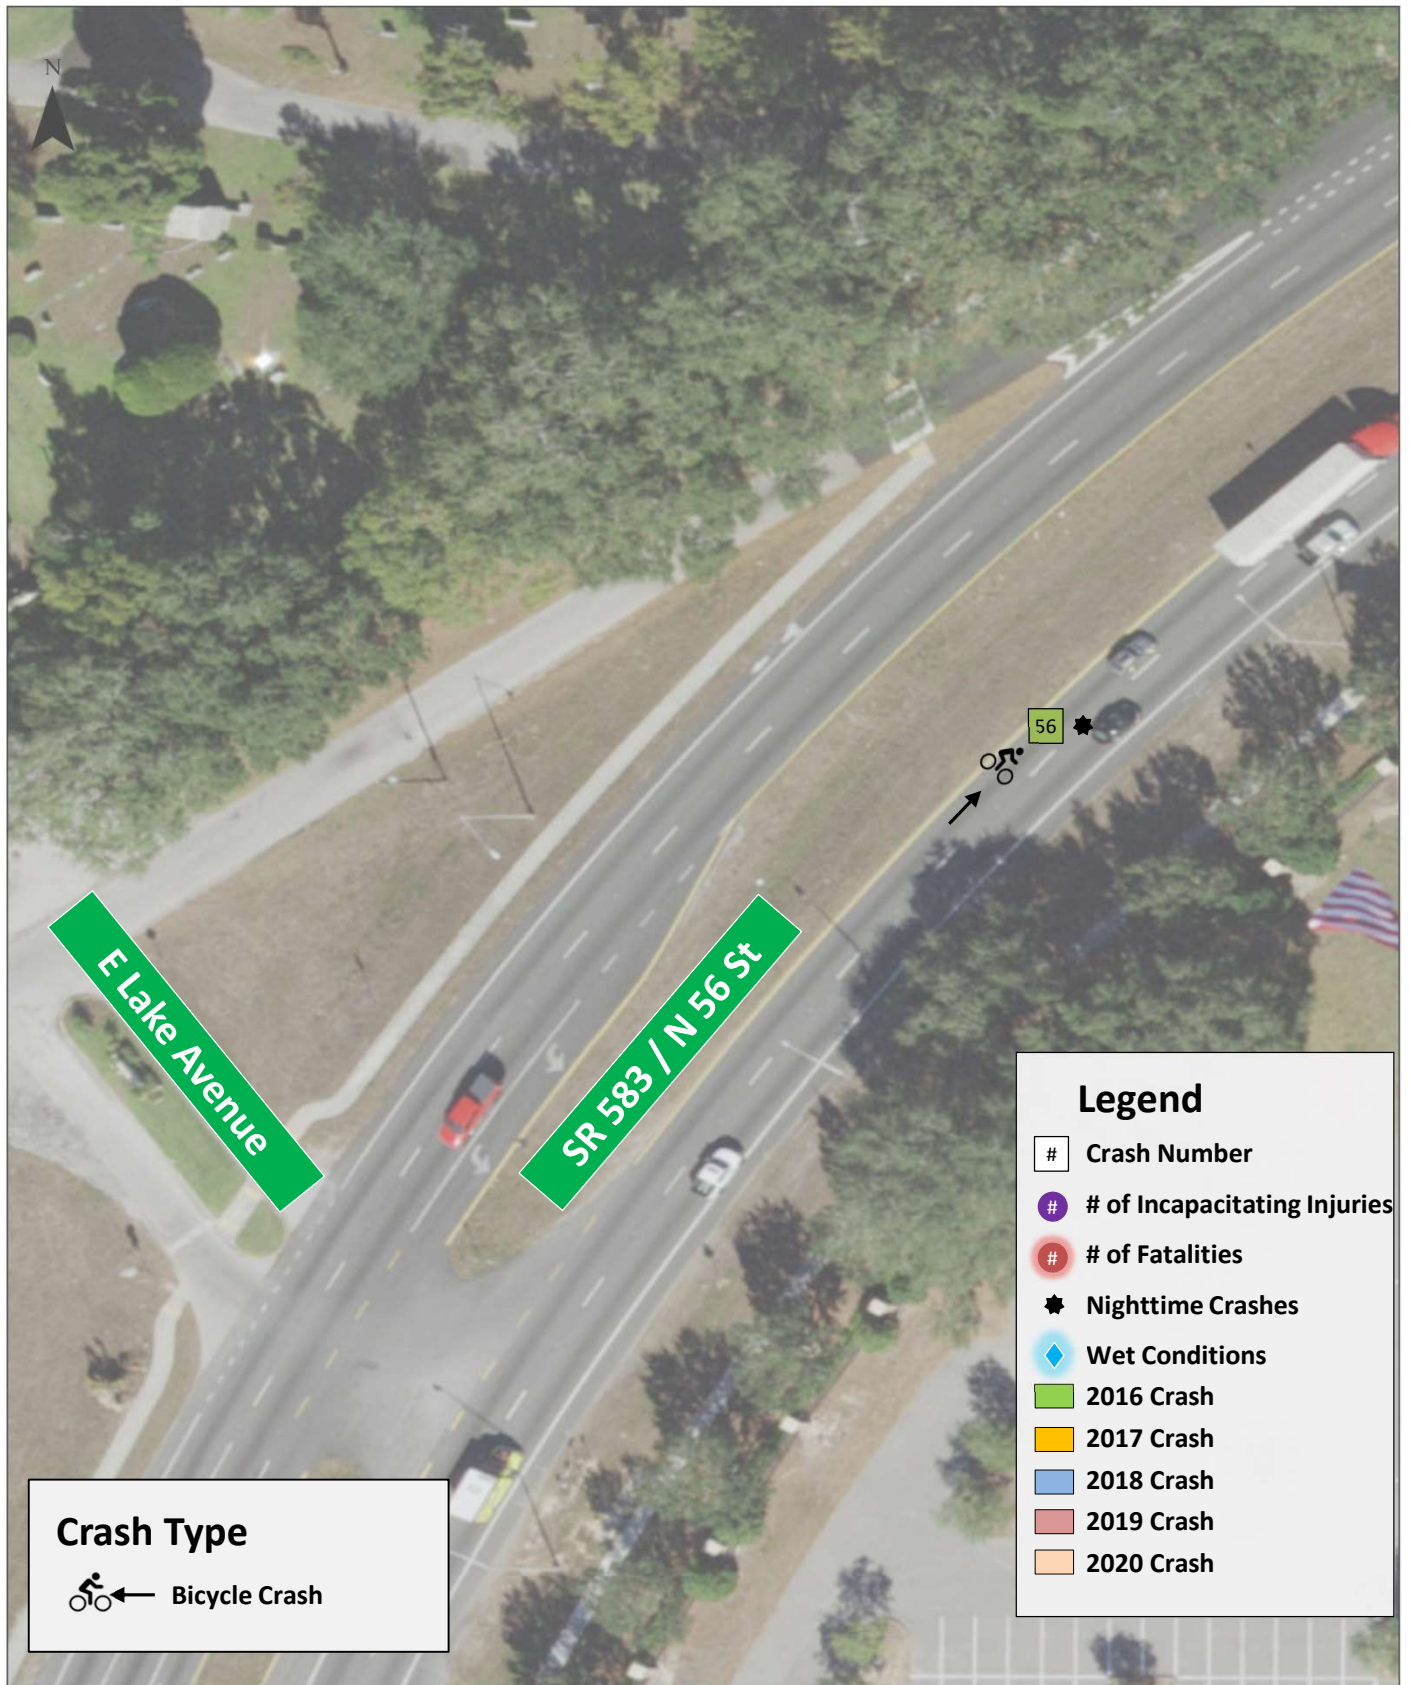 N
56
E Lake Avenue
SR 583 / N 56 St
Legend
# Crash Number
# # of Incapacitating Injuries
# # of Fatalities
Nighttime Crashes
Wet Conditions
2016 Crash
2017 Crash
2018 Crash
2019 Crash
2020 Crash
Crash Type
Bicycle Crash